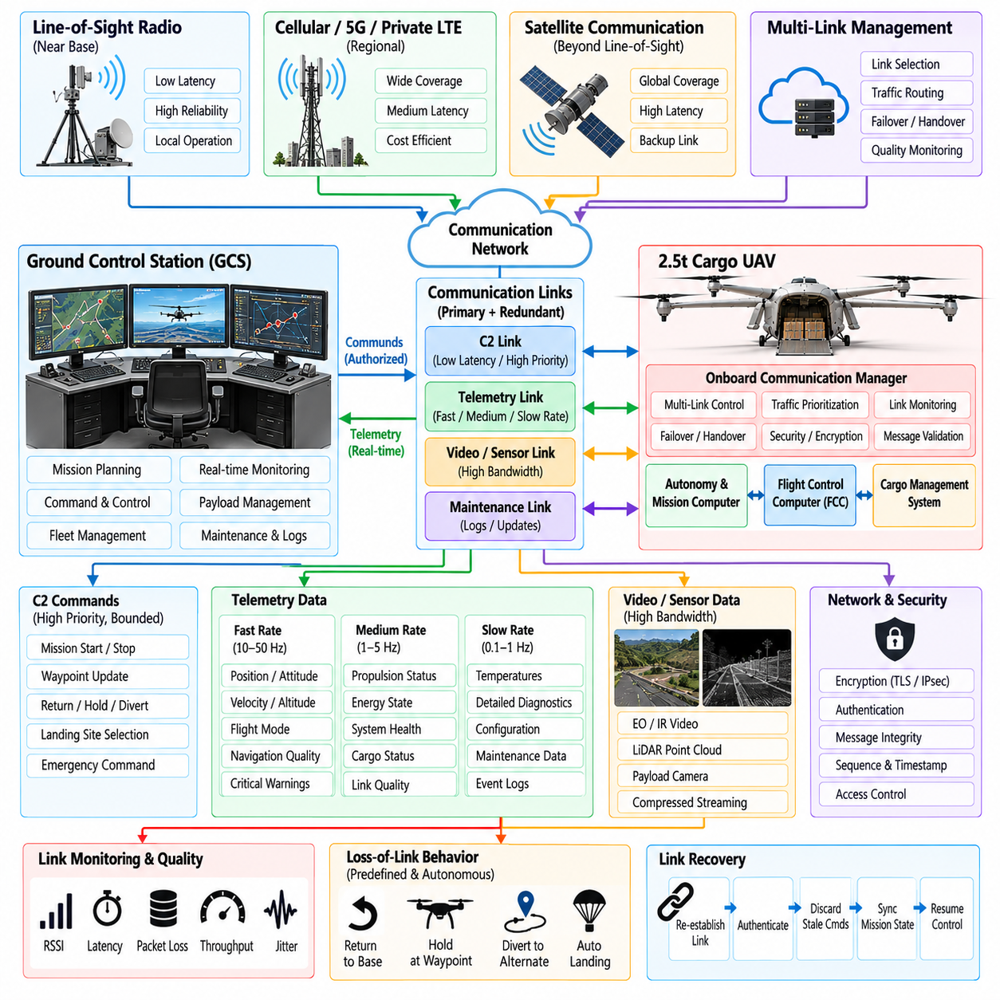 Line-of-Sight Radio
(Near Base)
Low Latency
High Reliability
Local Operation
Cellular / 5G / Private LTE
(Regional)
Wide Coverage
Medium Latency
Cost Efficient
Satellite Communication
(Beyond Line-of-Sight)
Global Coverage
High Latency
Backup Link
Multi-Link Management
Link Selection
Traffic Routing
Failover / Handover
Quality Monitoring
Communication
Network
Ground Control Station (GCS)
Mission Planning
Real-time Monitoring
Command & Control
Payload Management
Fleet Management
Maintenance & Logs
Communds
(Authorized)
Telemetry
(Real-time)
Communication Links
(Primary + Redundant)
C2 Link
(Low Latency / High Priority)
Telemetry Link
(Fast / Medium / Slow Rate)
Video / Sensor Link
(High Bandwidth)
Maintenance Link
(Logs / Updates)
2.5t Cargo UAV
Onboard Communication Manager
Multi-Link Control
Traffic Prioritization
Link Monitoring
Failover / Handover
Security / Encryption
Message Validation
Autonomy &
Mission Computer
Flight Control
Computer (FCC)
Cargo Management
System
C2 Commands
(High Priority, Bounded)
Mission Start / Stop
Waypoint Update
Return / Hold / Divert
Landing Site Selection
Emergency Command
Telemetry Data
Fast Rate
(10–50 Hz)
Position / Attitude
Velocity / Altitude
Flight Mode
Navigation Quality
Critical Warnings
Medium Rate
(1–5 Hz)
Propulsion Status
Energy State
System Health
Cargo Status
Link Quality
Slow Rate
(0.1–1 Hz)
Temperatures
Detailed Diagnostics
Configuration
Maintenance Data
Event Logs
Video / Sensor Data
(High Bandwidth)
EO / IR Video
LiDAR Point Cloud
Payload Camera
Compressed Streaming
Network & Security
Encryption (TLS / IPsec)
Authentication
Message Integrity
Sequence & Timestamp
Access Control
Link Monitoring & Quality
RSSI
Latency
Packet Loss
Throughput
Jitter
Loss-of-Link Behavior
(Predefined & Autonomous)
Return
to Base
Hold
at Waypoint
Divert to
Alternate
Auto
Landing
Link Recovery
Re-establish
Link
Authenticate
Discard
Stale Cmds
Sync
Mission State
Resume
Control